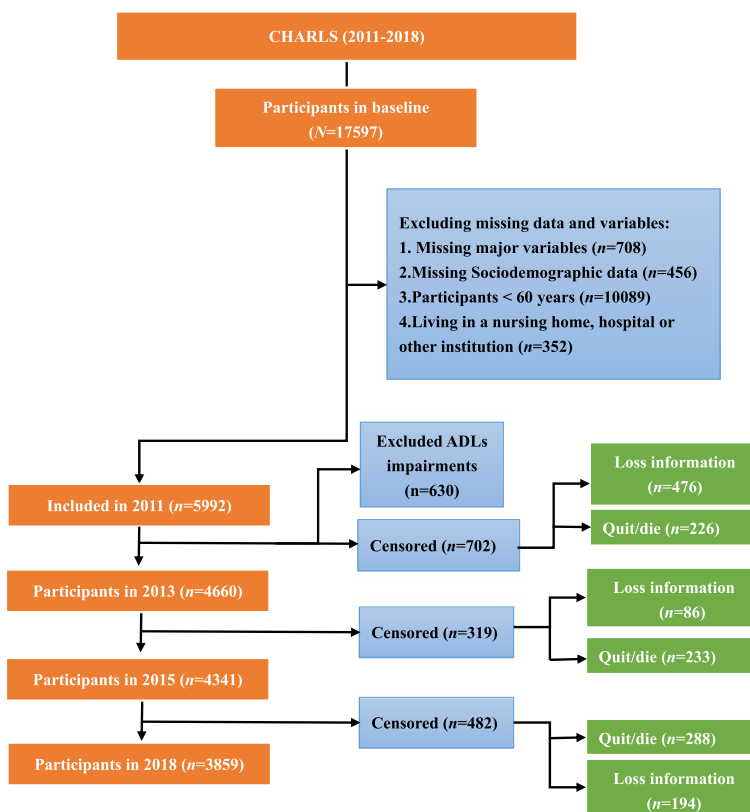 CHARLS (2011-2018)
Participants in baseline
(N=17597)
Excluding missing data and variables:
1. Missing major variables (n=708)
2.Missing Sociodemographic data (n=456)
3.Participants < 60 years (n=10089)
4.Living in a nursing home, hospital or
other institution (n=352)
Excluded ADLs
impairments
(n=630)
Included in 2011 (n=5992)
Loss information
(n=476)
Censored (n=702)
Quit/die (n=226)
Participants in 2013 (n=4660)
Loss information
(n=86)
Censored (n=319)
Quit/die (n=233)
Participants in 2015 (n=4341)
Censored (n=482)
Quit/die (n=288)
Participants in 2018 (n=3859)
Loss information
(n=194)